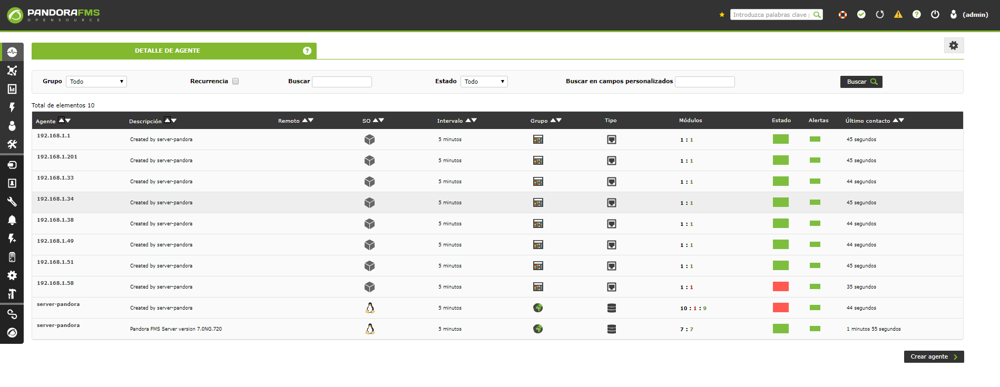 PANDORAFMS
OPENSOURCE
Introduzca palabras clave p
(admin)
DETALLE DE AGENTE
Grupo Todo Recurrencia Buscar Estado Todo Buscar en campos personalizados Buscar
Total de elementos 10
Agente Descripción Remoto SO Intervalo Grupo Tipo Módulos Estado Alertas Último contacto
192.168.1.1 Created by server-pandora 5 minutos 1 : 1 45 segundos
192.168.1.201 Created by server-pandora 5 minutos 1 : 1 45 segundos
192.168.1.33 Created by server-pandora 5 minutos 1 : 1 44 segundos
192.168.1.34 Created by server-pandora 5 minutos 1 : 1 45 segundos
192.168.1.38 Created by server-pandora 5 minutos 1 : 1 44 segundos
192.168.1.49 Created by server-pandora 5 minutos 1 : 1 44 segundos
192.168.1.51 Created by server-pandora 5 minutos 1 : 1 45 segundos
192.168.1.58 Created by server-pandora 5 minutos 1 : 1 35 segundos
server-pandora Created by server-pandora 5 minutos 10 : 1 : 9 44 segundos
server-pandora Pandora FMS Server version 7.0NG.720 5 minutos 7 : 7 1 minutos 55 segundos
Crear agente